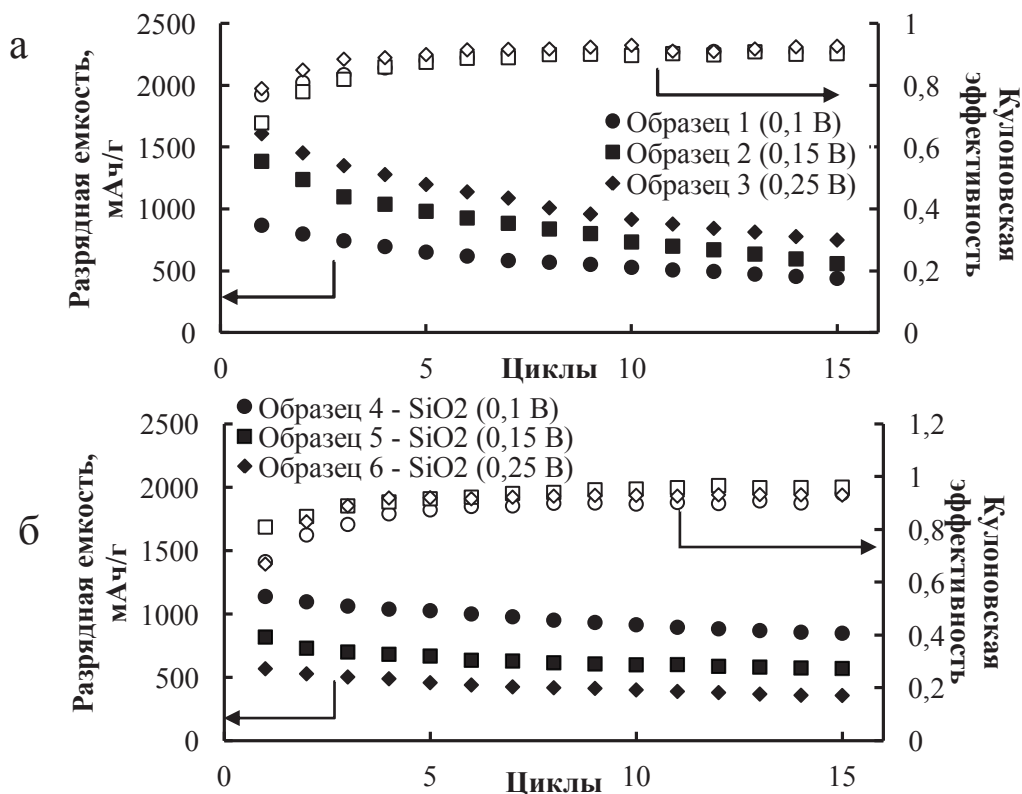 а
2500
2000
1500
1000
500
0
Разрядная емкость,
мАч/г
0
5
10
15
Циклы
1
0,8
0,6
0,4
0,2
0
Кулоновская
эффективность
Образец 1 (0,1 В)
Образец 2 (0,15 В)
Образец 3 (0,25 В)
б
Образец 4 - SiO2 (0,1 В)
Образец 5 - SiO2 (0,15 В)
Образец 6 - SiO2 (0,25 В)
2500
2000
1500
1000
500
0
Разрядная емкость,
мАч/г
0
5
10
15
Циклы
1,2
1
0,8
0,6
0,4
0,2
0
Кулоновская
эффективность